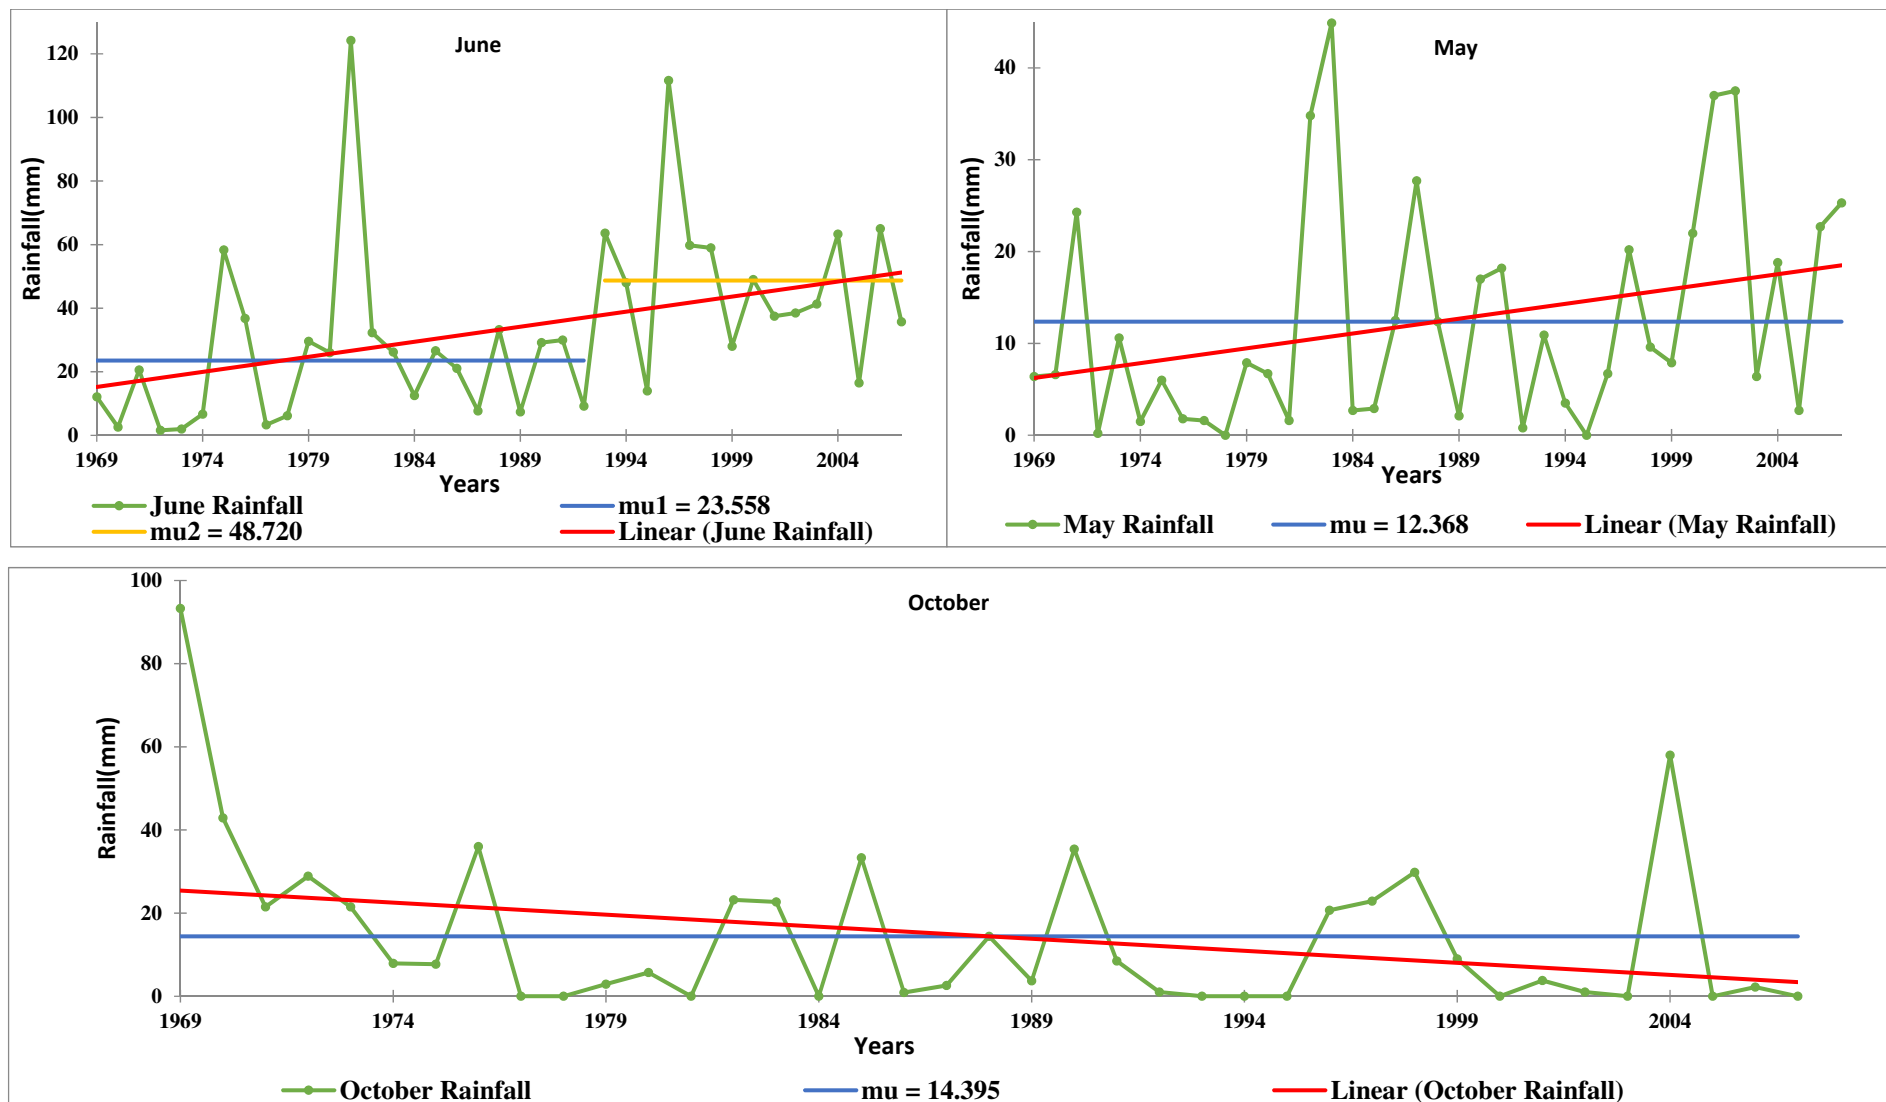 June
120
100
80
60
40
20
0
Rainfall(mm)
1969 1974 1979 1984 1989 1994 1999 2004
Years
June Rainfall mu1 = 23.558
mu2 = 48.720 Linear (June Rainfall)
May
40
30
20
10
0
Rainfall(mm)
1969 1974 1979 1984 1989 1994 1999 2004
Years
May Rainfall mu = 12.368 Linear (May Rainfall)
October
100
80
60
40
20
0
Rainfall(mm)
1969 1974 1979 1984 1989 1994 1999 2004
Years
October Rainfall mu = 14.395 Linear (October Rainfall)